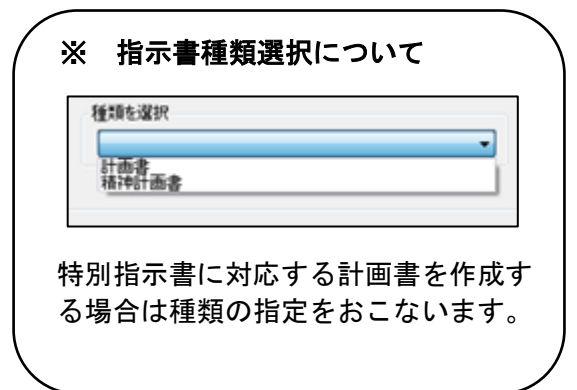 ※ 指示書種類選択について
種類を選択
計画書
精神計画書
特別指示書に対応する計画書を作成す
る場合は種類の指定をおこないます。